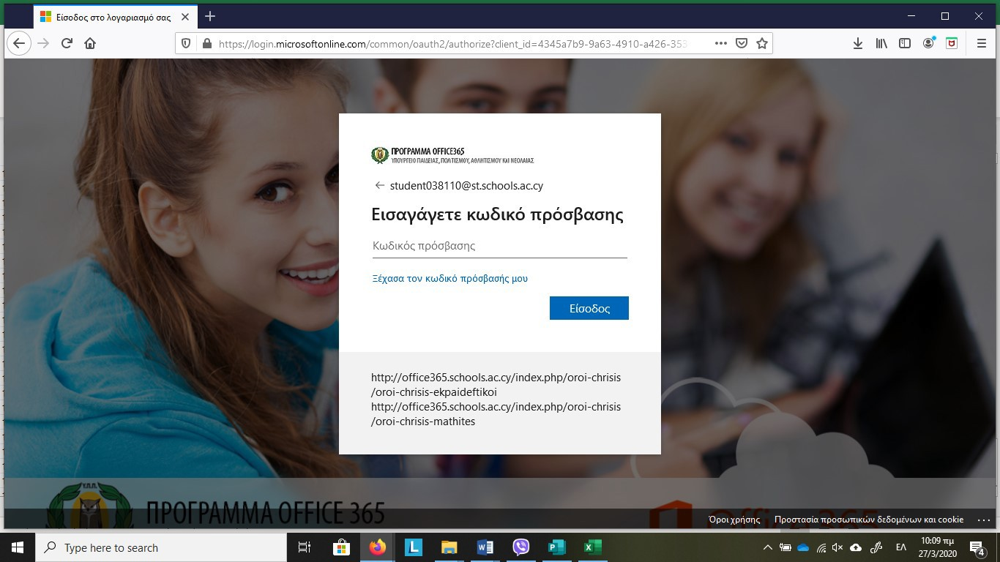 Είσοδος στο λογαριασμό σας
https://login.microsoftonline.com/common/oauth2/authorize?client_id=4345a7b9-9a63-4910-a426-353
ΠΡΟΓΡΑΜΜΑ OFFICE365
ΥΠΟΥΡΓΕΙΟ ΠΑΙΔΕΙΑΣ, ΠΟΛΙΤΙΣΜΟΥ, ΑΘΛΗΤΙΣΜΟΥ ΚΑΙ ΝΕΟΛΑΙΑΣ
student038110@st.schools.ac.cy
Εισαγάγετε κωδικό πρόσβασης
Κωδικός πρόσβασης
Ξέχασα τον κωδικό πρόσβασής μου
Είσοδος
http://office365.schools.ac.cy/index.php/oroi-chrisis
/oroi-chrisis-ekpaideftikoi
http://office365.schools.ac.cy/index.php/oroi-chrisis
/oroi-chrisis-mathites
Υ.Π.Π.
ΠΡΟΓΡΑΜΜΑ OFFICE 365
Office 365
Όροι χρήσης Προστασία προσωπικών δεδομένων και cookie
Type here to search
ΕΛ
10:09 πμ
27/3/2020
4